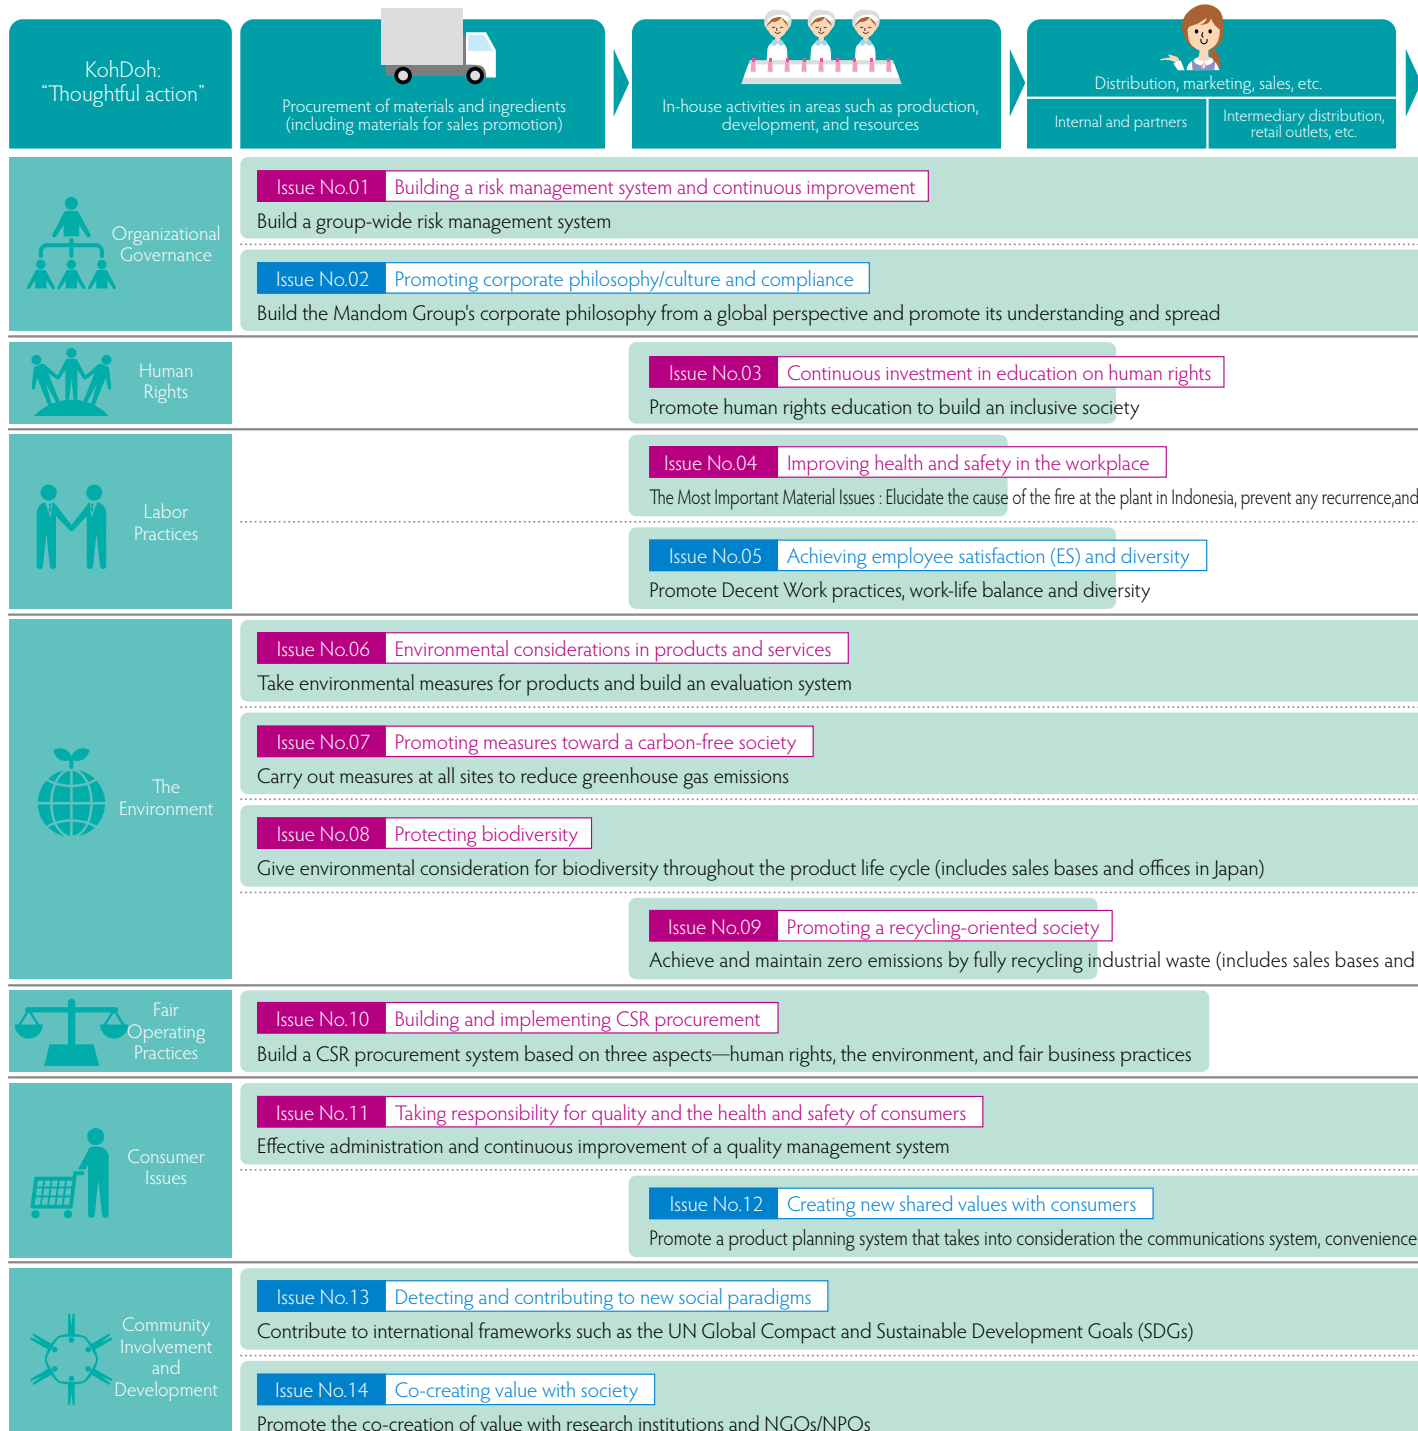 KohDoh:
"Thoughtful action"
Procurement of materials and ingredients
(including materials for sales promotion)
In-house activities in areas such as production,
development, and resources
Distribution, marketing, sales, etc.
Internal and partners
Intermediary distribution,
retail outlets, etc.
Organizational
Governance
Issue No.01 Building a risk management system and continuous improvement
Build a group-wide risk management system
Issue No.02 Promoting corporate philosophy/culture and compliance
Build the Mandom Group's corporate philosophy from a global perspective and promote its understanding and spread
Human
Rights
Issue No.03 Continuous investment in education on human rights
Promote human rights education to build an inclusive society
Labor
Practices
Issue No.04 Improving health and safety in the workplace
The Most Important Material Issues : Elucidate the cause of the fire at the plant in Indonesia, prevent any recurrence,and
Issue No.05 Achieving employee satisfaction (ES) and diversity
Promote Decent Work practices, work-life balance and diversity
The
Environment
Issue No.06 Environmental considerations in products and services
Take environmental measures for products and build an evaluation system
Issue No.07 Promoting measures toward a carbon-free society
Carry out measures at all sites to reduce greenhouse gas emissions
Issue No.08 Protecting biodiversity
Give environmental consideration for biodiversity throughout the product life cycle (includes sales bases and offices in Japan)
Issue No.09 Promoting a recycling-oriented society
Achieve and maintain zero emissions by fully recycling industrial waste (includes sales bases and
Fair
Operating
Practices
Issue No.10 Building and implementing CSR procurement
Build a CSR procurement system based on three aspects—human rights, the environment, and fair business practices
Consumer
Issues
Issue No.11 Taking responsibility for quality and the health and safety of consumers
Effective administration and continuous improvement of a quality management system
Issue No.12 Creating new shared values with consumers
Promote a product planning system that takes into consideration the communications system, convenience
Community
Involvement
and
Development
Issue No.13 Detecting and contributing to new social paradigms
Contribute to international frameworks such as the UN Global Compact and Sustainable Development Goals (SDGs)
Issue No.14 Co-creating value with society
Promote the co-creation of value with research institutions and NGOs/NPOs